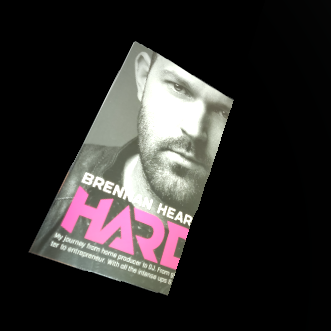 BRENNAN HEAR
HARD
My journey from home producer to DJ. From
ter to entrepreneur. With all the intense ups